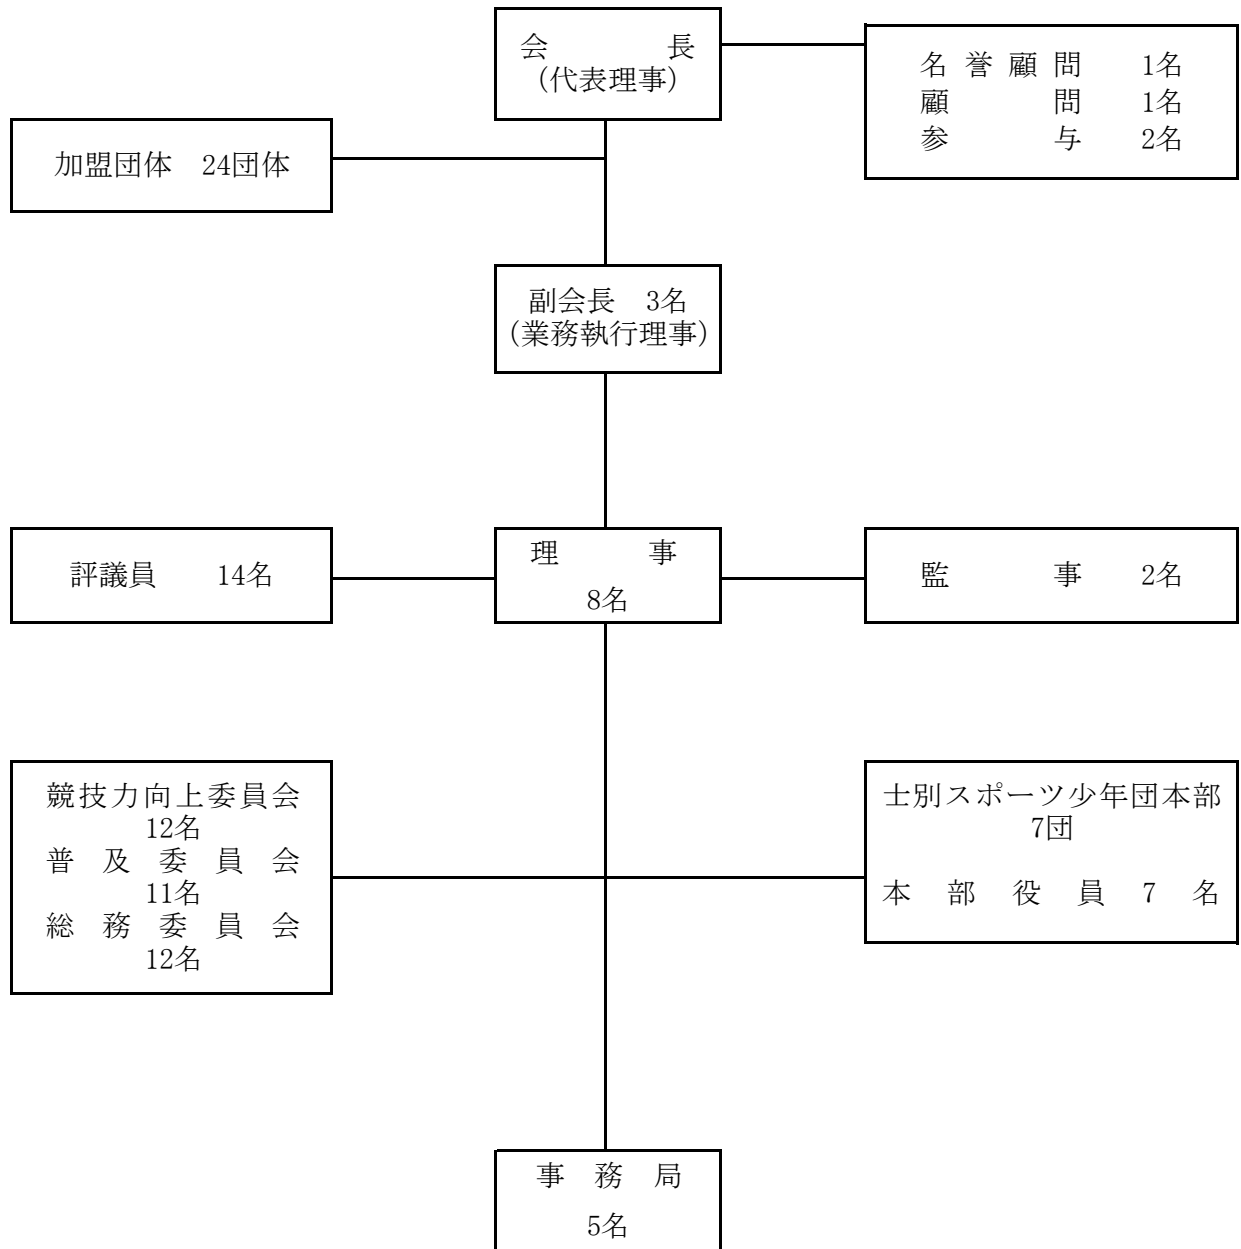 会長
(代表理事)
名誉顧問　1名
顧問　1名
参与　2名
加盟団体　24団体
副会長　3名
(業務執行理事)
評議員　14名
理事
8名
監事　2名
競技力向上委員会
12名
普及委員会
11名
総務委員会
12名
士別スポーツ少年団本部
7団
本部役員7名
事務局
5名